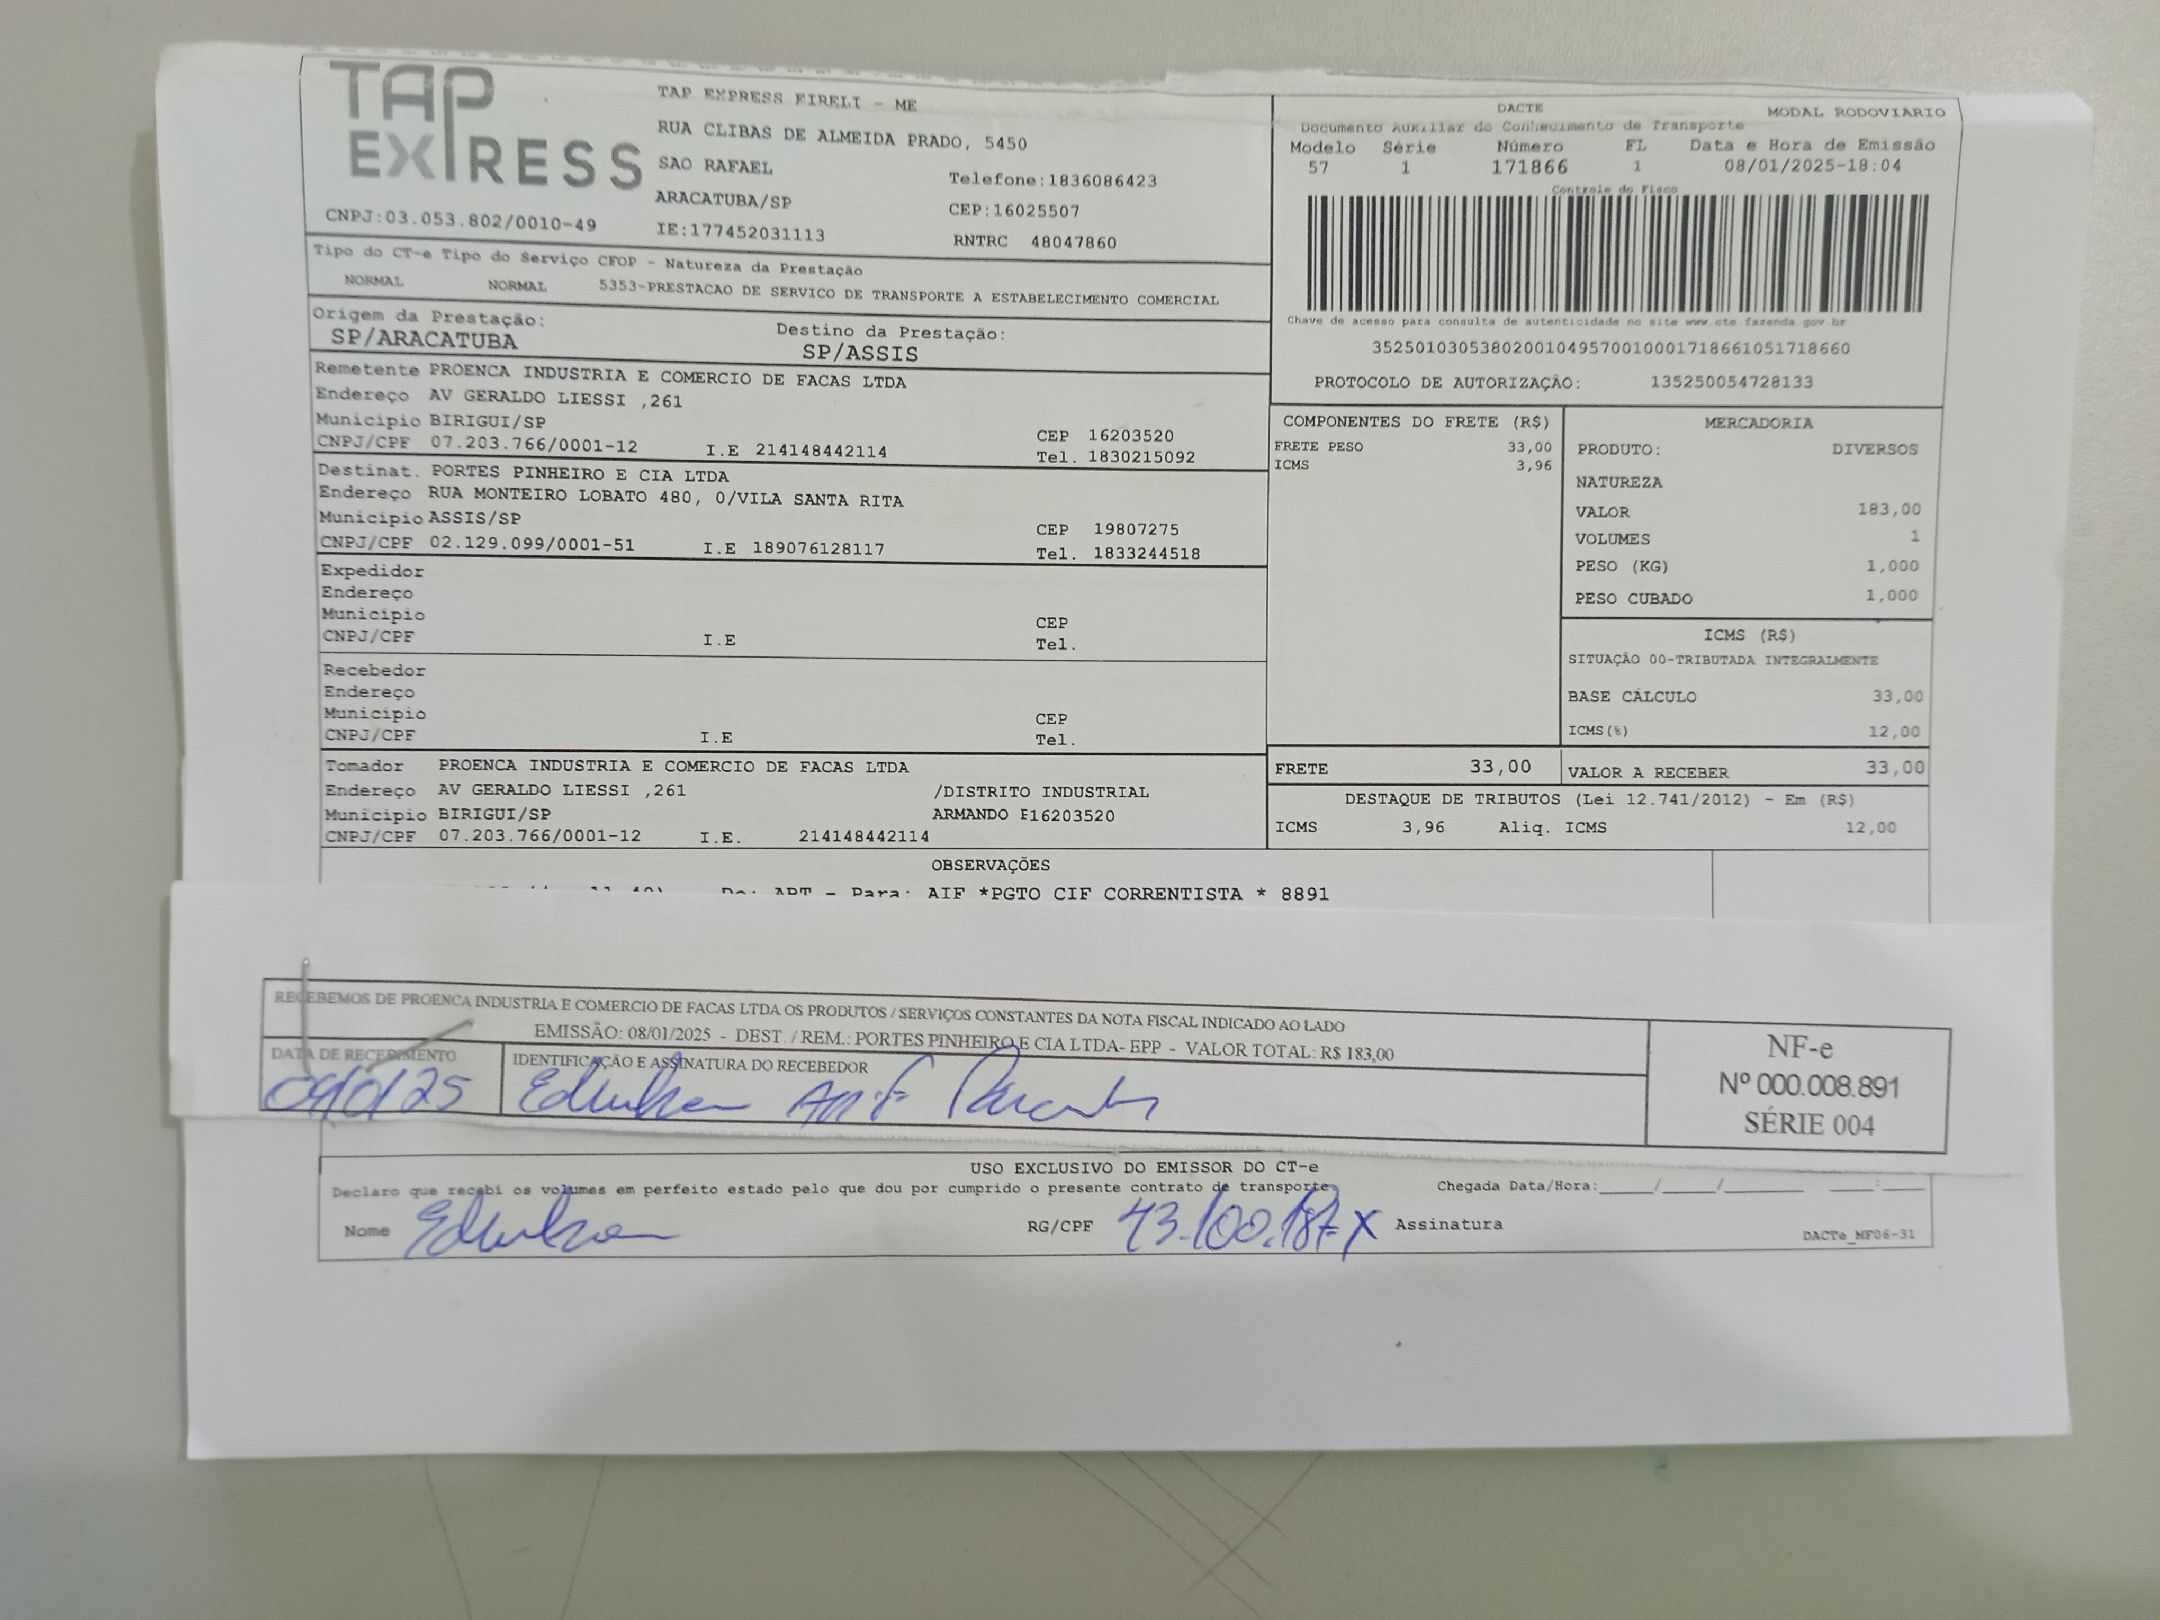 TAP
EXPRESS
CNPJ:03.053.802/0010-49
TAP EXPRESS EIRELI - ME
RUA CLIBAS DE ALMEIDA PRADO, 5450
SAO RAFAEL
Telefone:1836086423
ARACATUBA/SP
CEP:16025507
IE:177452031113
RNTRC 48047860
DACTE
MODAL RODOVIÁRIO
Documento Auxiliar do Conhecimento de Transporte
Modelo Série Número FL Data e Hora de Emissão
57 1 171866 1 08/01/2025-18:04
Controle do Fisco
Chave de acesso para consulta de autenticidade no site www.cte.fazenda.gov.br
35250103053802001049570010001718661051718660
PROTOCOLO DE AUTORIZAÇÃO: 135250054728133
Tipo do CT-e Tipo do Serviço CFOP - Natureza da Prestação
NORMAL NORMAL 5353-PRESTACAO DE SERVICO DE TRANSPORTE A ESTABELECIMENTO COMERCIAL
Origem da Prestação: Destino da Prestação:
SP/ARACATUBA SP/ASSIS
Remetente PROENCA INDUSTRIA E COMERCIO DE FACAS LTDA
Endereço AV GERALDO LIESSI ,261
Municipio BIRIGUI/SP CEP 16203520
CNPJ/CPF 07.203.766/0001-12 I.E 214148442114 Tel. 1830215092
Destinat. PORTES PINHEIRO E CIA LTDA
Endereço RUA MONTEIRO LOBATO 480, 0/VILA SANTA RITA
Municipio ASSIS/SP CEP 19807275
CNPJ/CPF 02.129.099/0001-51 I.E 189076128117 Tel. 1833244518
Expedidor
Endereço
Municipio CEP
CNPJ/CPF I.E Tel.
Recebedor
Endereço
Municipio CEP
CNPJ/CPF I.E Tel.
Tomador PROENCA INDUSTRIA E COMERCIO DE FACAS LTDA
Endereço AV GERALDO LIESSI ,261 /DISTRITO INDUSTRIAL
Municipio BIRIGUI/SP ARMANDO F16203520
CNPJ/CPF 07.203.766/0001-12 I.E. 214148442114
COMPONENTES DO FRETE (R$)
FRETE PESO 33,00
ICMS 3,96
MERCADORIA
PRODUTO: DIVERSOS
NATUREZA
VALOR 183,00
VOLUMES 1
PESO (KG) 1,000
PESO CUBADO 1,000
ICMS (R$)
SITUAÇÃO 00-TRIBUTADA INTEGRALMENTE
BASE CÁLCULO 33,00
ICMS(%) 12,00
FRETE 33,00 VALOR A RECEBER 33,00
DESTAQUE DE TRIBUTOS (Lei 12.741/2012) - Em (R$)
ICMS 3,96 Aliq. ICMS 12,00
OBSERVAÇÕES
Para: AIF *PGTO CIF CORRENTISTA * 8891
RECEBEMOS DE PROENCA INDUSTRIA E COMERCIO DE FACAS LTDA OS PRODUTOS / SERVIÇOS CONSTANTES DA NOTA FISCAL INDICADO AO LADO
EMISSÃO: 08/01/2025 - DEST. / REM.: PORTES PINHEIRO E CIA LTDA- EPP - VALOR TOTAL: R$ 183,00
DATA DE RECEBIMENTO IDENTIFICAÇÃO E ASSINATURA DO RECEBEDOR
NF-e
Nº 000.008.891
SÉRIE 004
USO EXCLUSIVO DO EMISSOR DO CT-e
Declaro que recebi os volumes em perfeito estado pelo que dou por cumprido o presente contrato de transporte Chegada Data/Hora:____/____/______ ____:____
Nome RG/CPF 43.100.187-X Assinatura
DACTe_MF06-31